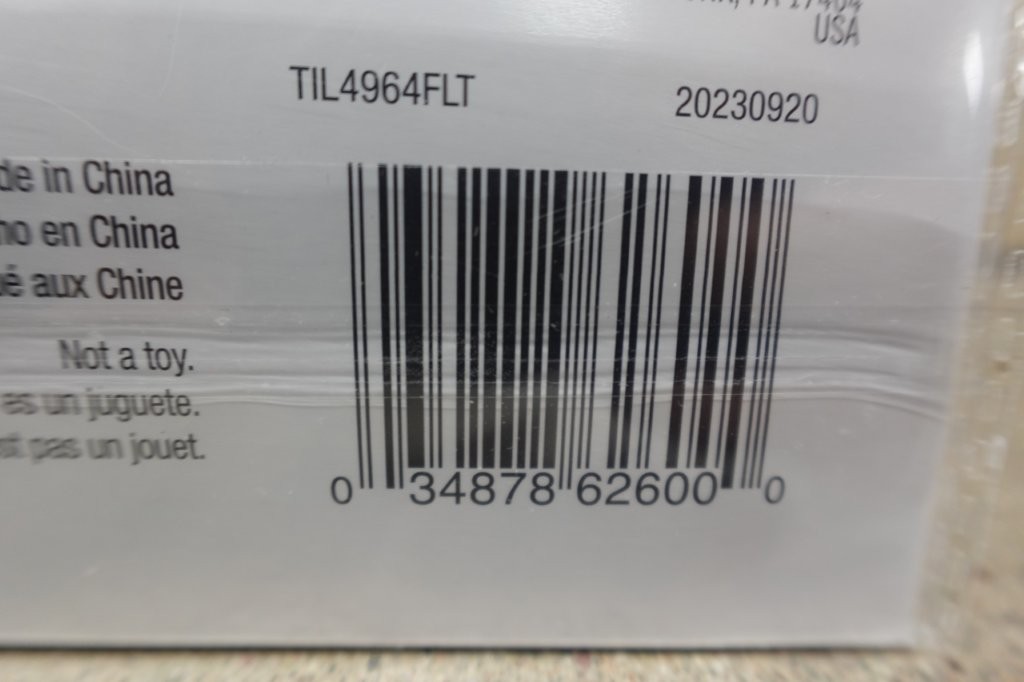 USA
TIL4964FLT 20230920
de in China
no en China
é aux Chine
Not a toy.
es un juguete.
st pas un jouet.
0 34878 62600 0